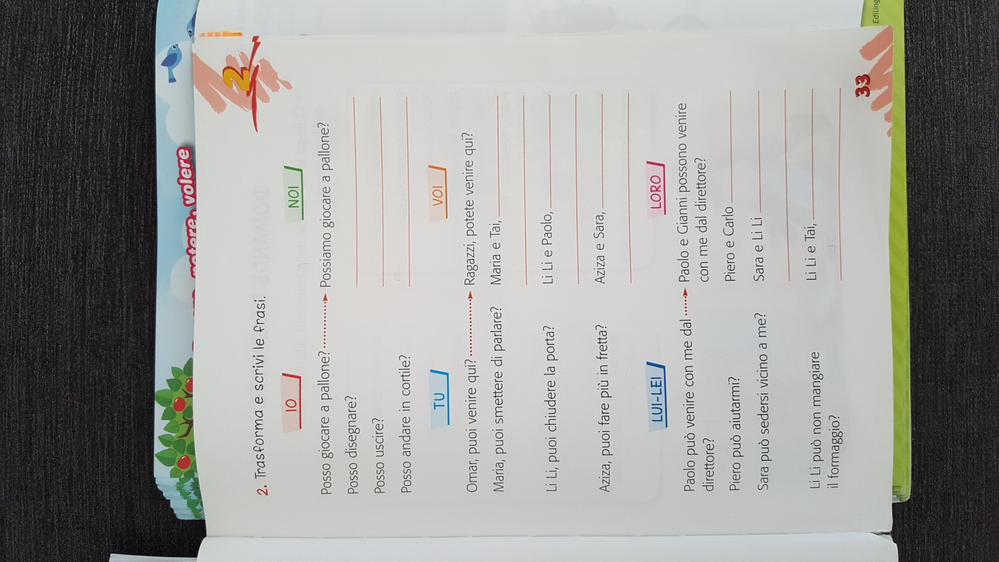 potere, volere
2
2. Trasforma e scrivi le frasi.
IO
NOI
Posso giocare a pallone? Possiamo giocare a pallone?
Posso disegnare?
Posso uscire?
Posso andare in cortile?
TU
VOI
Omar, puoi venire qui? Ragazzi, potete venire qui?
Maria, puoi smettere di parlare? Maria e Tai,
Li Li, puoi chiudere la porta? Li Li e Paolo,
Aziza, puoi fare più in fretta? Aziza e Sara,
LUI-LEI
LORO
Paolo può venire con me dal Paolo e Gianni possono venire
direttore? con me dal direttore?
Piero può aiutarmi? Piero e Carlo
Sara può sedersi vicino a me? Sara e Li Li
Li Li può non mangiare Li Li e Tai,
il formaggio?
33
Ediling